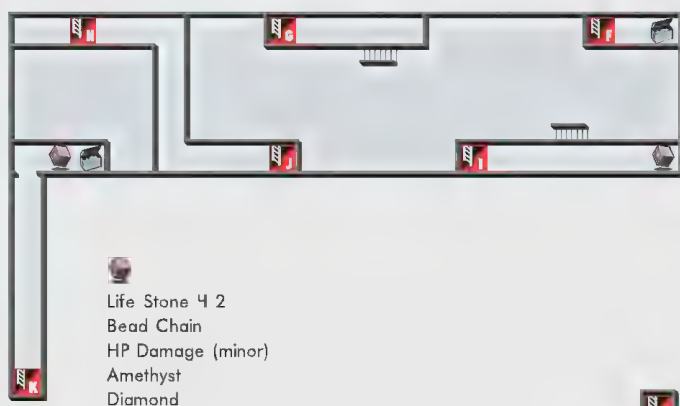 H
G
F
J
I
Life Stone 4 2
Bead Chain
HP Damage (minor)
Amethyst
Diamond
K